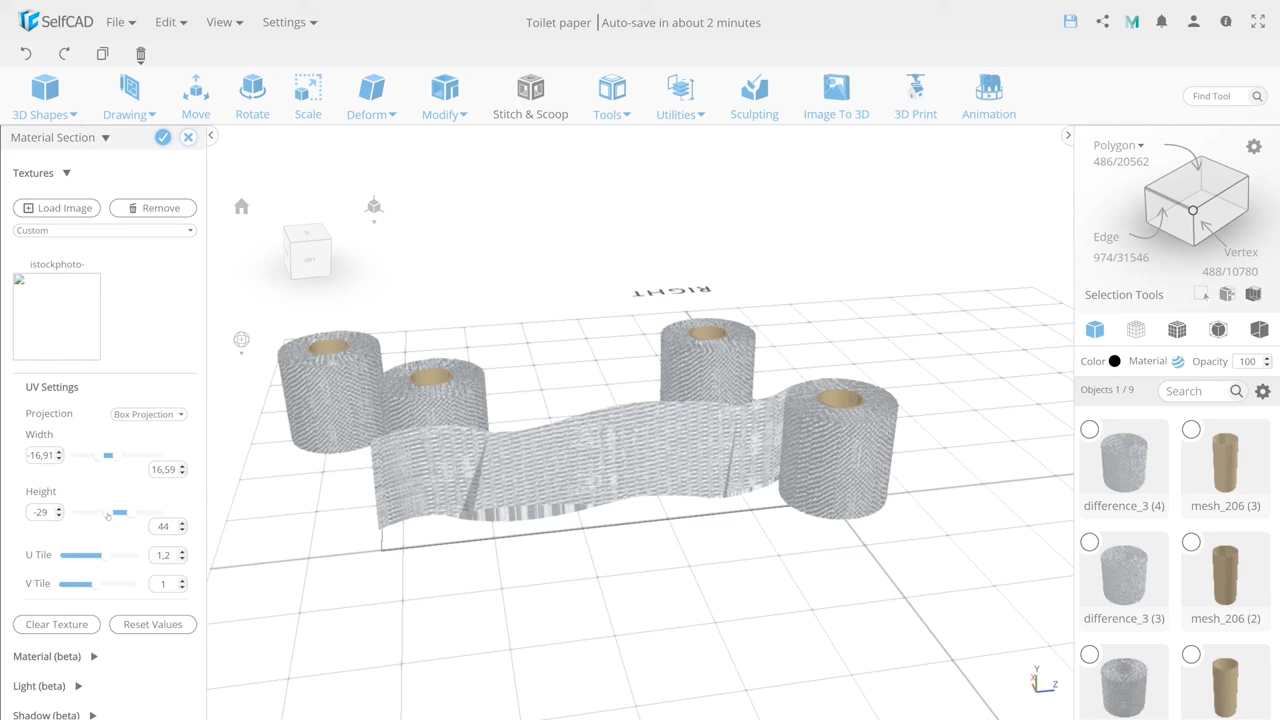 SelfCAD File Edit View Settings Toilet paper Auto-save in about 2 minutes
3D Shapes Drawing Move Rotate Scale Deform Modify Stitch & Scoop Tools Utilities Sculpting Image To 3D 3D Print Animation Find Tool
Material Section
Textures
Load Image Remove
Custom
istockphoto-
UV Settings
Projection Box Projection
Width
-16,91
16,59
Height
-29
44
U Tile 1,2
V Tile 1
Clear Texture Reset Values
Material (beta)
Light (beta)
Shadow (beta)
LEFT
RIGHT
Y
X
Z
Polygon
486/20562
Edge
974/31546
Vertex
488/10780
Selection Tools
Color Material Opacity 100
Objects 1 / 9 Search
difference_3 (4) mesh_206 (3)
difference_3 (3) mesh_206 (2)